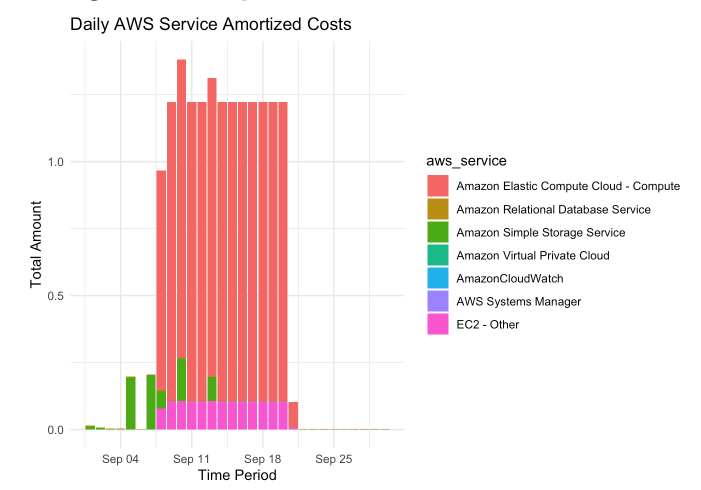 Daily AWS Service Amortized Costs
Total Amount
1.0
0.5
0.0
Sep 04 Sep 11 Sep 18 Sep 25
Time Period
aws_service
Amazon Elastic Compute Cloud - Compute
Amazon Relational Database Service
Amazon Simple Storage Service
Amazon Virtual Private Cloud
AmazonCloudWatch
AWS Systems Manager
EC2 - Other